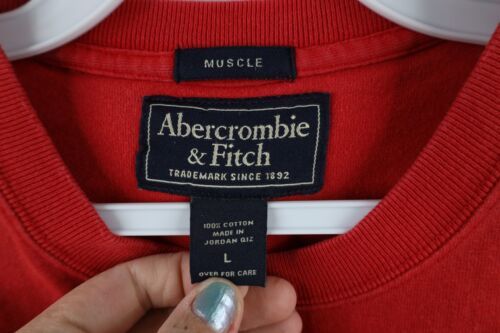 MUSCLE
Abercrombie
& Fitch
TRADEMARK SINCE 1892
100% COTTON
MADE IN
JORDAN QIZ
L
OVER FOR CARE